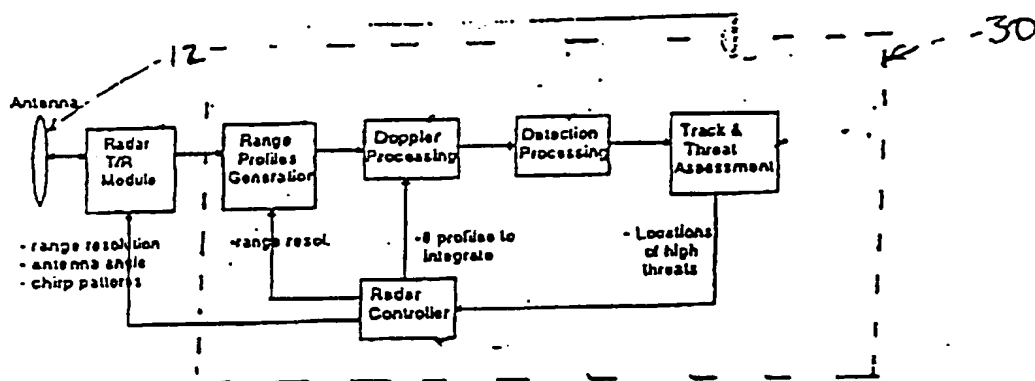 -12
-30
Antenna
Radar
T/R
Module
Range
Profiles
Generation
Doppler
Processing
Detection
Processing
Track &
Threat
Assessment
- range resolution
- antenna angle
- chirp patterns
-range resol.
-# profiles to
integrate
- Locations
of high
threats
Radar
Controller